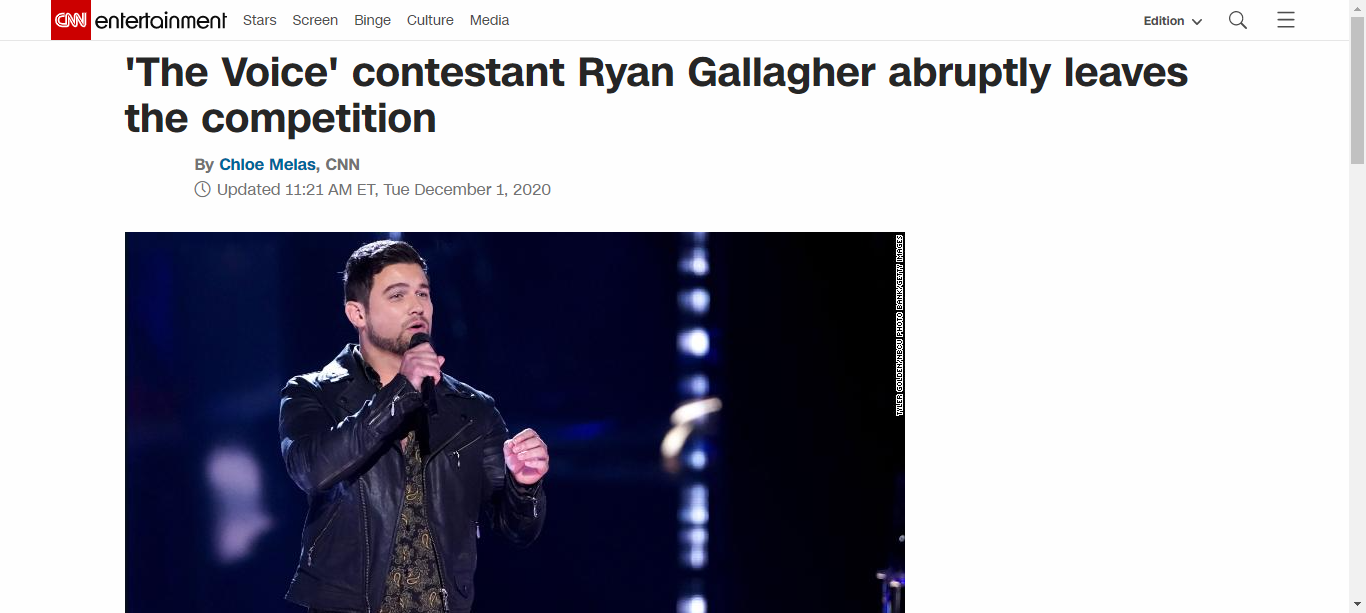 CNN entertainment Stars Screen Binge Culture Media Edition
'The Voice' contestant Ryan Gallagher abruptly leaves
the competition
By Chloe Melas, CNN
Updated 11:21 AM ET, Tue December 1, 2020
TYLER GOLDEN/NBCU PHOTO BANK/GETTY IMAGES